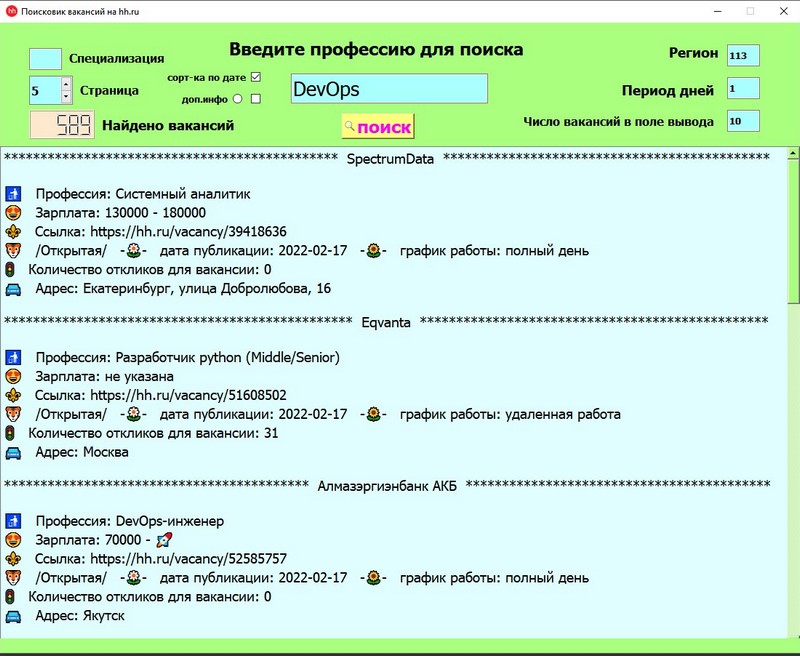 hh Поисковик вакансий на hh.ru
Специализация
Введите профессию для поиска
Регион 113
5 Страница
сорт-ка по дате
DevOps
Период дней 1
доп.инфо
589 Найдено вакансий
поиск
Число вакансий в поле вывода 10
***************************************** SpectrumData *****************************************
Профессия: Системный аналитик
Зарплата: 130000 - 180000
Ссылка: https://hh.ru/vacancy/39418636
/Открытая/ -🌼- дата публикации: 2022-02-17 -🌻- график работы: полный день
Количество откликов для вакансии: 0
Адрес: Екатеринбург, улица Добролюбова, 16
******************************************* Eqvanta *******************************************
Профессия: Разработчик python (Middle/Senior)
Зарплата: не указана
Ссылка: https://hh.ru/vacancy/51608502
/Открытая/ -🌼- дата публикации: 2022-02-17 -🌻- график работы: удаленная работа
Количество откликов для вакансии: 31
Адрес: Москва
************************************** Алмазэргиэнбанк АКБ **************************************
Профессия: DevOps-инженер
Зарплата: 70000 - 🚀
Ссылка: https://hh.ru/vacancy/52585757
/Открытая/ -🌼- дата публикации: 2022-02-17 -🌻- график работы: полный день
Количество откликов для вакансии: 0
Адрес: Якутск